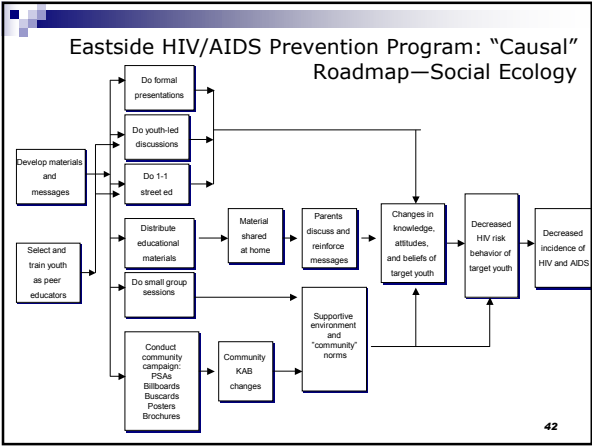 Eastside HIV/AIDS Prevention Program: “Causal”
Roadmap—Social Ecology
Do formal
presentations
Do youth-led
discussions
Develop materials
and
messages
Do 1-1
street ed
Select and
train youth
as peer
educators
Distribute
educational
materials
Material
shared
at home
Parents
discuss and
reinforce
messages
Changes in
knowledge,
attitudes,
and beliefs of
target youth
Decreased
HIV risk
behavior of
target youth
Decreased
incidence of
HIV and AIDS
Do small group
sessions
Supportive
environment
and
“community”
norms
Conduct
community
campaign:
PSAs
Billboards
Buscards
Posters
Brochures
Community
KAB
changes
42